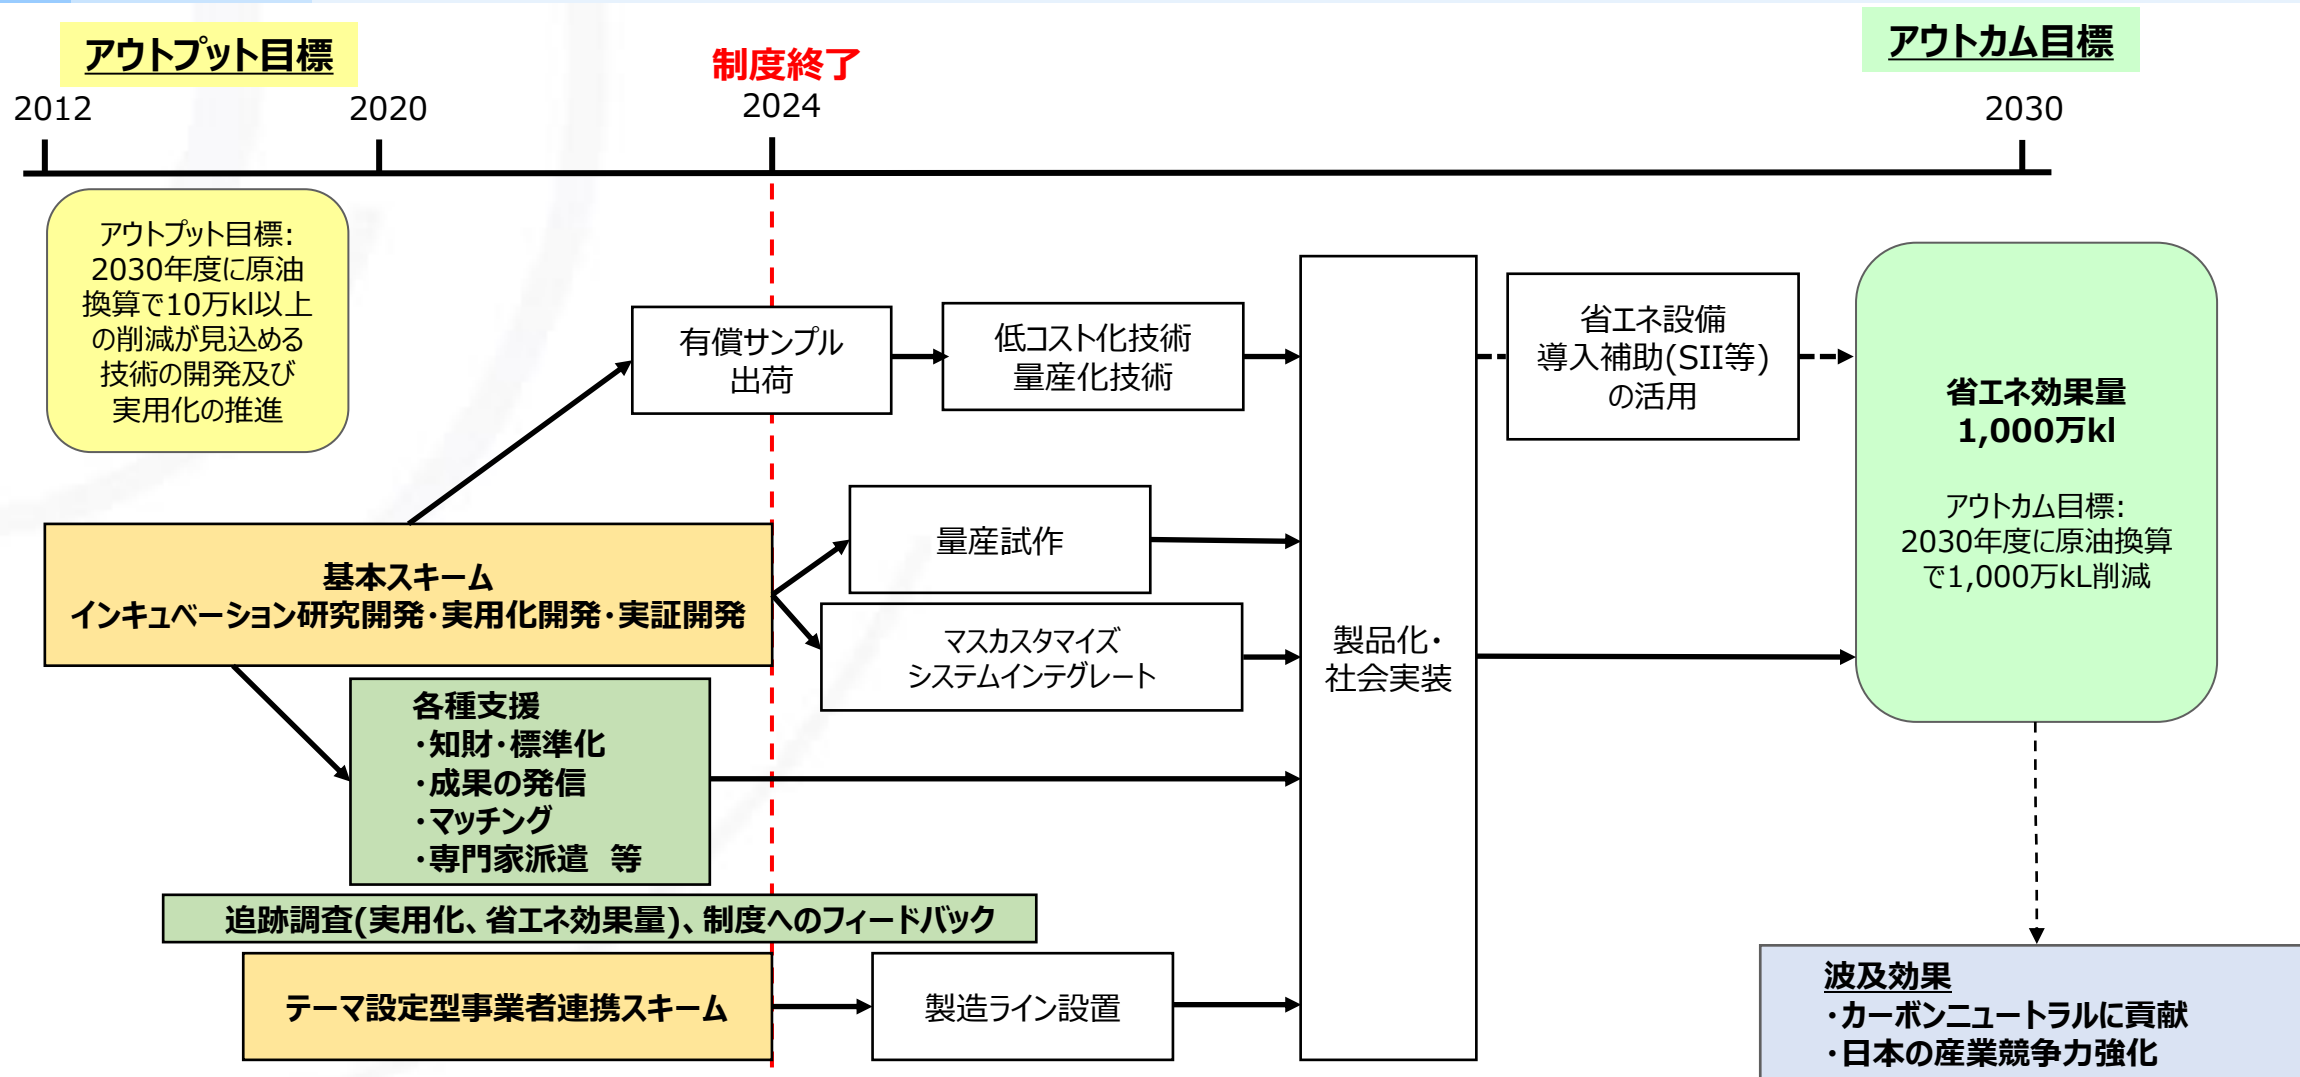 アウトプット目標
制度終了
アウトカム目標
2012
2020
2024
2030
アウトプット目標:
2030年度に原油
換算で10万kl以上
の削減が見込める
技術の開発及び
実用化の推進
有償サンプル
出荷
低コスト化技術
量産化技術
省エネ設備
導入補助(SII等)
の活用
省エネ効果量
1,000万kl
アウトカム目標:
2030年度に原油換算
で1,000万kL削減
基本スキーム
インキュベーション研究開発・実用化開発・実証開発
量産試作
マスカスタマイズ
システムインテグレート
製品化・
社会実装
各種支援
・知財・標準化
・成果の発信
・マッチング
・専門家派遣 等
追跡調査(実用化、省エネ効果量)、制度へのフィードバック
テーマ設定型事業者連携スキーム
製造ライン設置
波及効果
・カーボンニュートラルに貢献
・日本の産業競争力強化